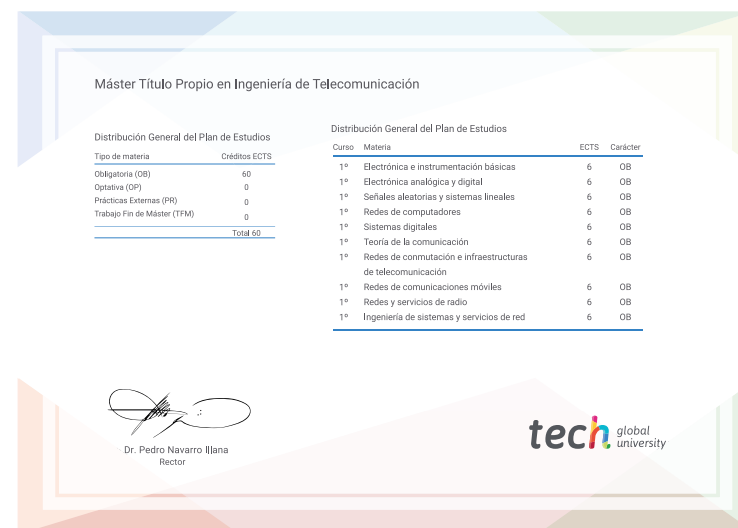 Máster Título Propio en Ingeniería de Telecomunicación
Distribución General del Plan de Estudios
Tipo de materia Créditos ECTS
Obligatoria (OB) 60
Optativa (OP) 0
Prácticas Externas (PR) 0
Trabajo Fin de Máster (TFM) 0
Total 60
Distribución General del Plan de Estudios
Curso Materia ECTS Carácter
1º Electrónica e instrumentación básicas 6 OB
1º Electrónica analógica y digital 6 OB
1º Señales aleatorias y sistemas lineales 6 OB
1º Redes de computadores 6 OB
1º Sistemas digitales 6 OB
1º Teoría de la comunicación 6 OB
1º Redes de conmutación e infraestructuras 6 OB
de telecomunicación
1º Redes de comunicaciones móviles 6 OB
1º Redes y servicios de radio 6 OB
1º Ingeniería de sistemas y servicios de red 6 OB
Dr. Pedro Navarro Illana
Rector
tech global
university